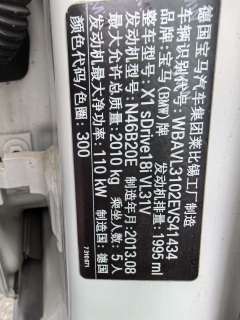 德国宝马汽车集团莱比锡工厂制造
车辆识别代号: WBAVL3102EVS41434
品牌: 宝马(BMW)牌 发动机排量: 1995 ml
整车型号: X1 sDrive18i VL31V
发动机型号: N46B20E 制造年月: 2013.08
最大允许总质量: 2010 kg 乘坐人数: 5人
发动机最大净功率: 110 kW 制造国: 德国
颜色代码/色圈: 300
7310471